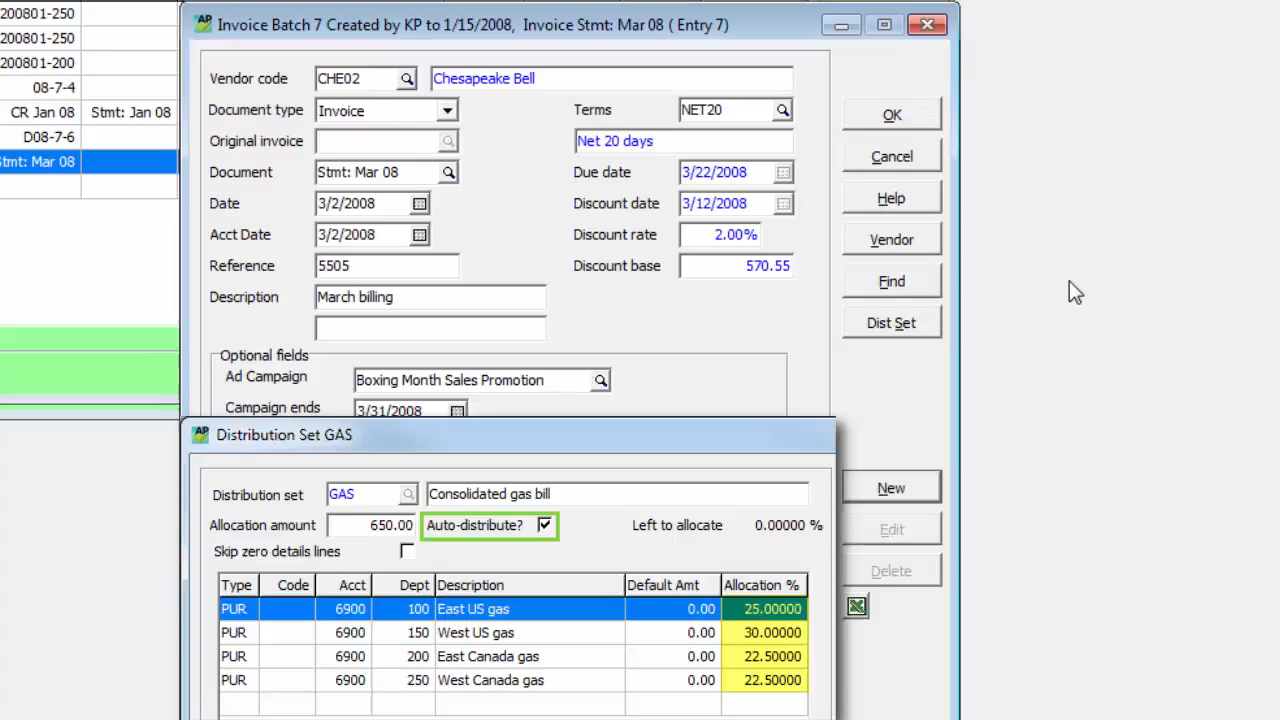 200801-250
200801-250
200801-200
08-7-4
CR Jan 08 Stmt: Jan 08
D08-7-6
Stmt: Mar 08
Invoice Batch 7 Created by KP to 1/15/2008, Invoice Stmt: Mar 08 ( Entry 7)
Vendor code CHE02 Chesapeake Bell
Document type Invoice Terms NET20 OK
Original invoice Net 20 days
Document Stmt: Mar 08 Due date 3/22/2008 Cancel
Date 3/2/2008 Discount date 3/12/2008 Help
Acct Date 3/2/2008 Discount rate 2.00% Vendor
Reference 5505 Discount base 570.55
Description March billing Find
Dist Set
Optional fields
Ad Campaign Boxing Month Sales Promotion
Campaign ends 3/31/2008
Distribution Set GAS
Distribution set GAS Consolidated gas bill New
Allocation amount 650.00 Auto-distribute? Left to allocate 0.00000 % Edit
Skip zero details lines
Delete
Type Code Acct Dept Description Default Amt Allocation %
PUR 6900 100 East US gas 0.00 25.00000
PUR 6900 150 West US gas 0.00 30.00000
PUR 6900 200 East Canada gas 0.00 22.50000
PUR 6900 250 West Canada gas 0.00 22.50000